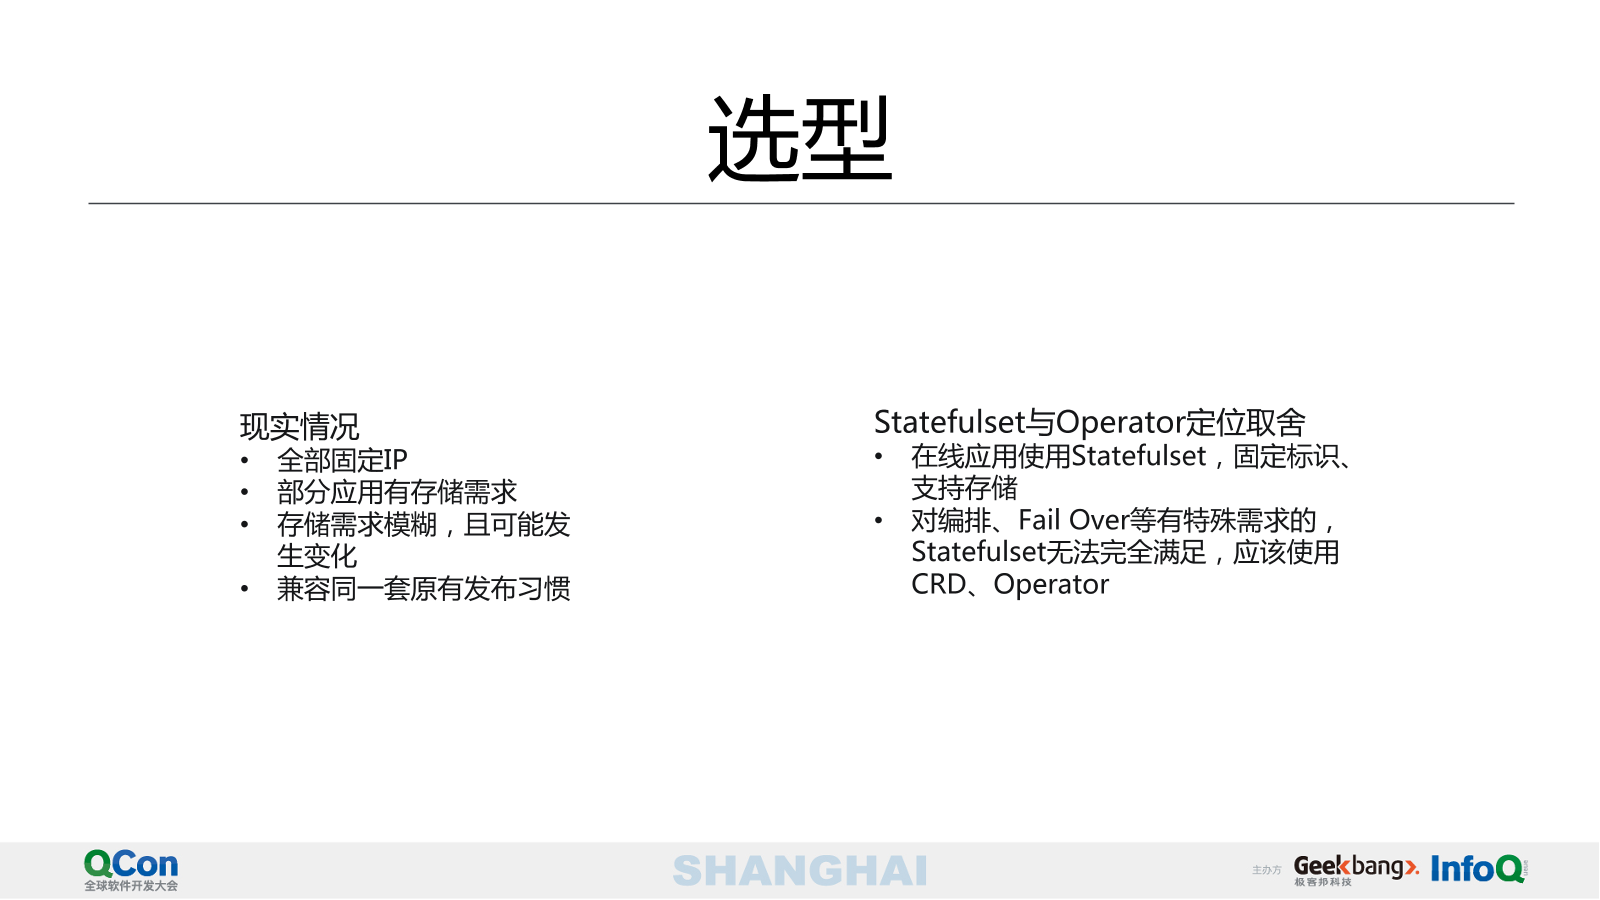 选型
现实情况
• 全部固定IP
• 部分应用有存储需求
• 存储需求模糊，且可能发
生变化
• 兼容同一套原有发布习惯
Statefulset与Operator定位取舍
• 在线应用使用Statefulset，固定标识、
支持存储
• 对编排、Fail Over等有特殊需求的，
Statefulset无法完全满足，应该使用
CRD、Operator
QCon
全球软件开发大会
SHANGHAI
主办方
Geekbang
极客邦科技
InfoQ